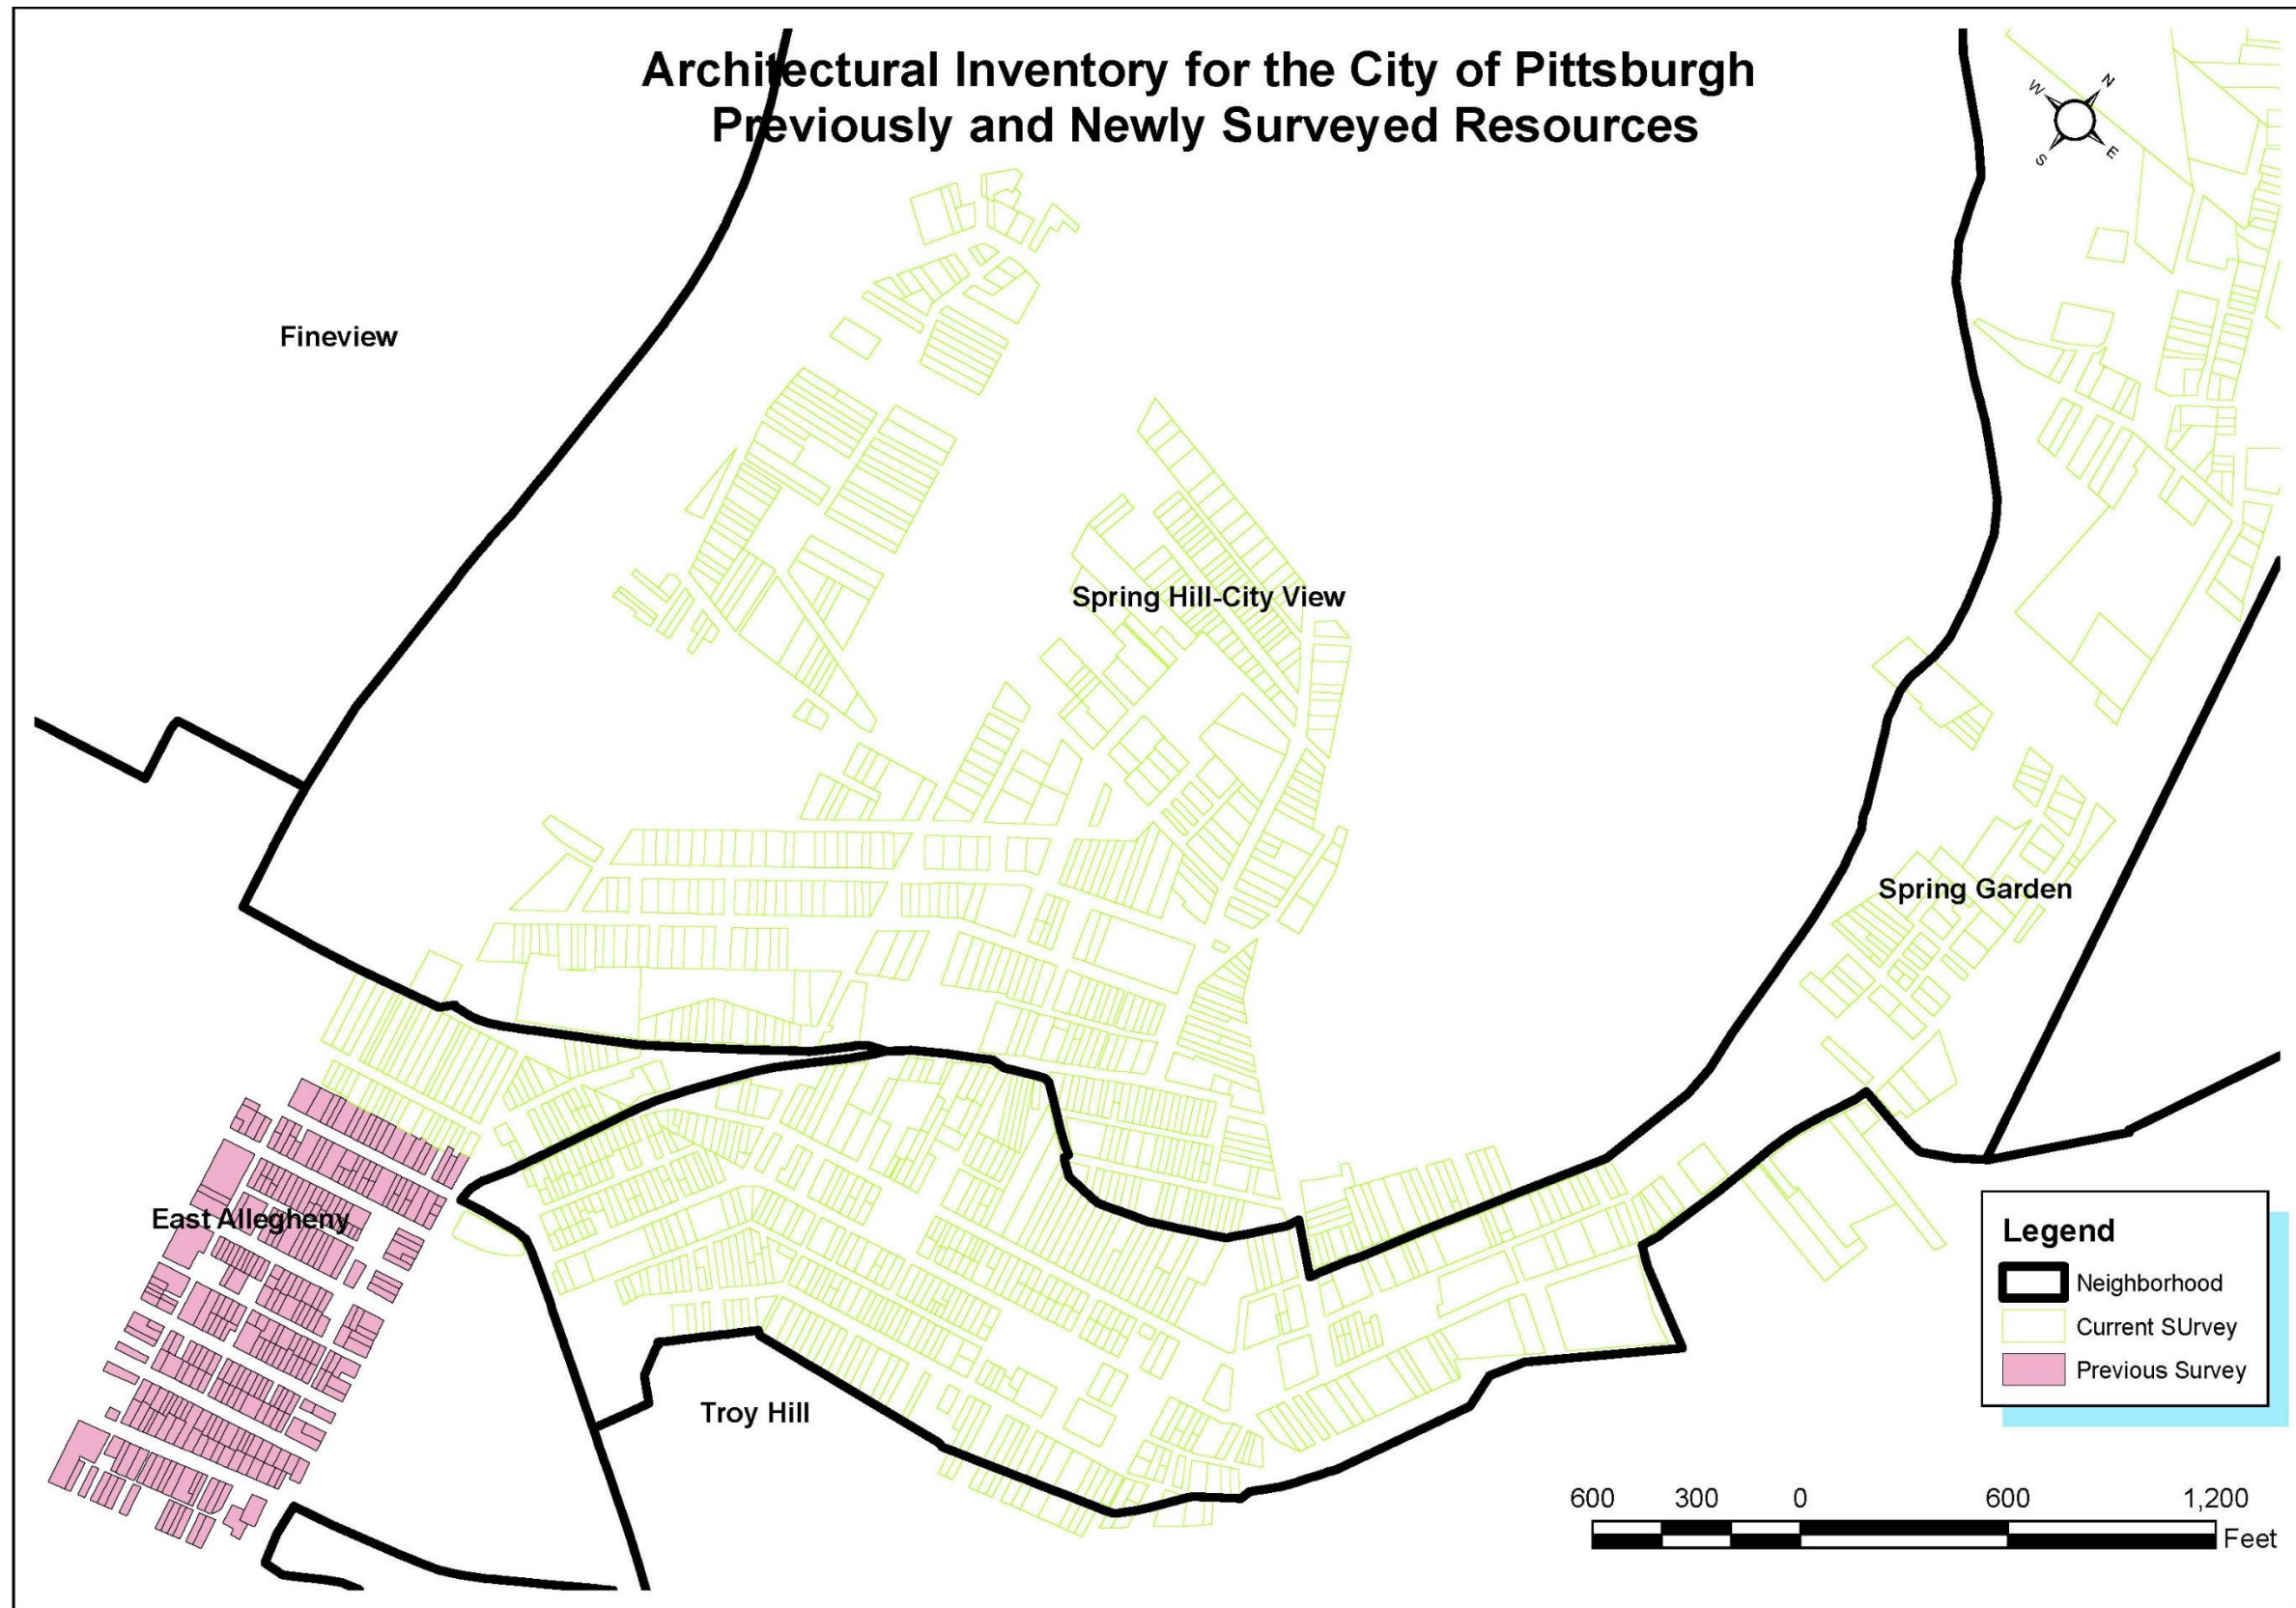 Architectural Inventory for the City of Pittsburgh
Previously and Newly Surveyed Resources
N
W
E
S
Fineview
Spring Hill-City View
Spring Garden
East Allegheny
Troy Hill
Legend
Neighborhood
Current SUrvey
Previous Survey
600 300 0 600 1,200
Feet